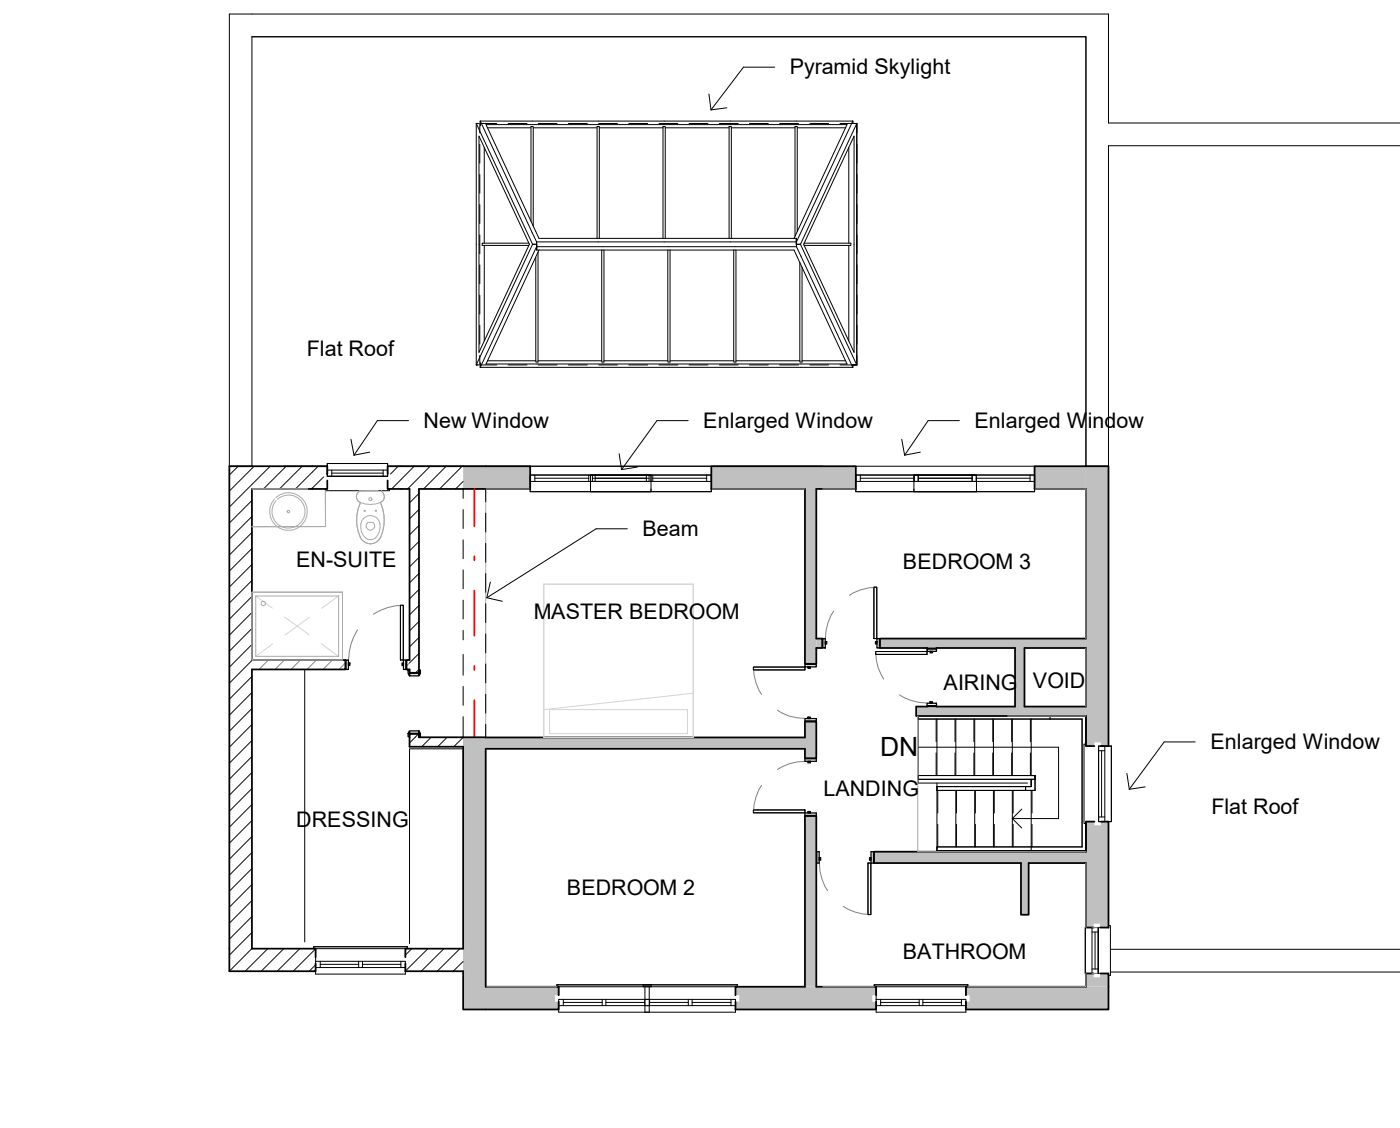 Pyramid Skylight
Flat Roof
New Window
Enlarged Window
Enlarged Window
Beam
EN-SUITE
BEDROOM 3
MASTER BEDROOM
AIRING
VOID
DN
Enlarged Window
LANDING
Flat Roof
DRESSING
BEDROOM 2
BATHROOM